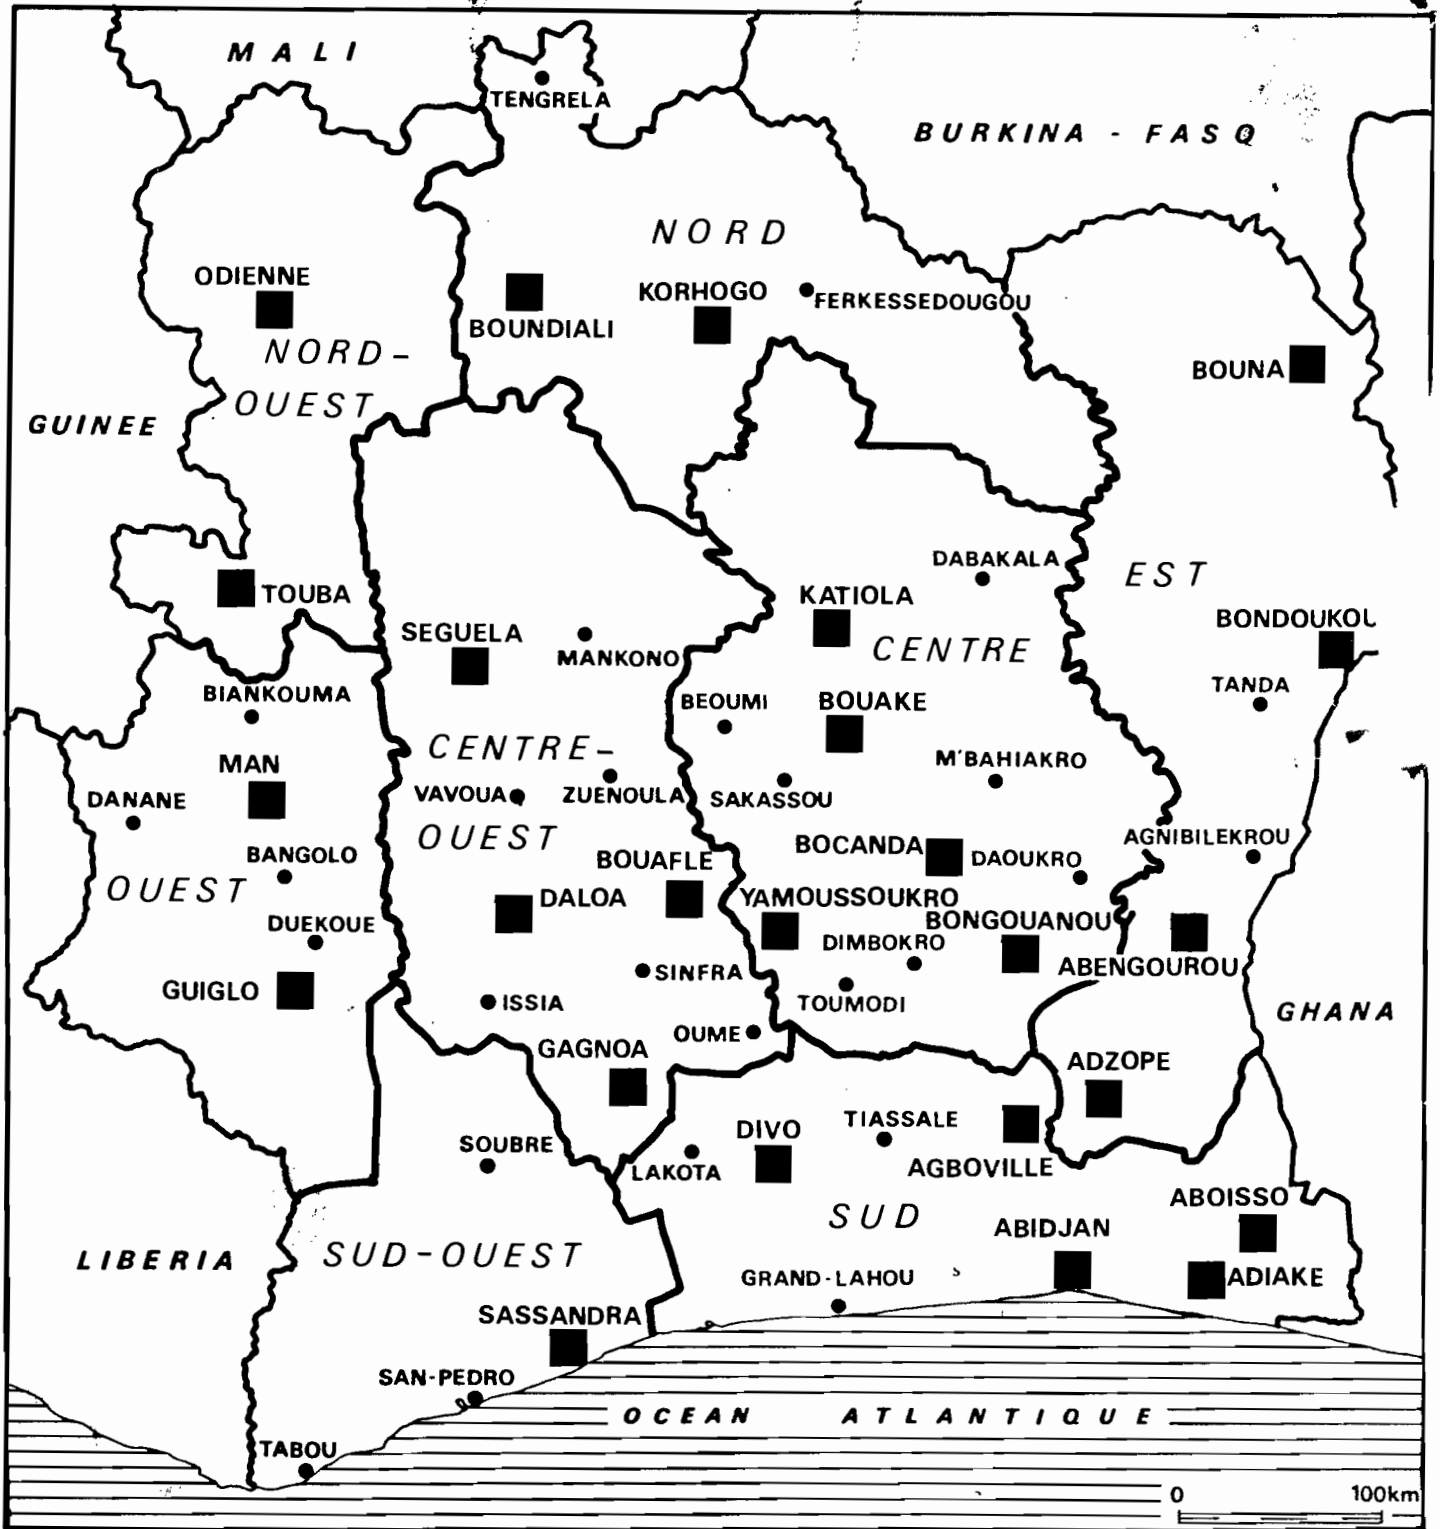 MALI
TENGRELA
BURKINA - FASO
NORD
ODIENNE
KORHOGO
FERKESSEDOUGOU
BOUNDIALI
NORD-
OUEST
BOUNA
GUINEE
DABAKALA
EST
TOUBA
KATIOLA
BONDOUKOU
SEGUELA
MANKONO
CENTRE
TANDA
BIANKOUMA
BEOUMI
BOUAKE
CENTRE-
OUEST
MAN
M'BAHIAKRO
DANANE
VAVOUA
ZUENOULA
SAKASSOU
AGNIBILEKROU
BANGOLO
BOUAFLE
BOCANDA
DAOUKRO
OUEST
DALOA
YAMOUSSOUKRO
DUEKOUE
BONGOUANOU
DIMBOKRO
ABENGOUROU
SINFRA
GUIGLO
ISSIA
TOUMODI
GHANA
OUME
GAGNOA
ADZOPE
DIVO
TIASSALE
SOUBRE
LAKOTA
AGBOVILLE
ABOISSO
SUD
ABIDJAN
LIBERIA
SUD-OUEST
GRAND-LAHOU
ADIAKE
SASSANDRA
SAN-PEDRO
OCEAN ATLANTIQUE
TABOU
0 100km